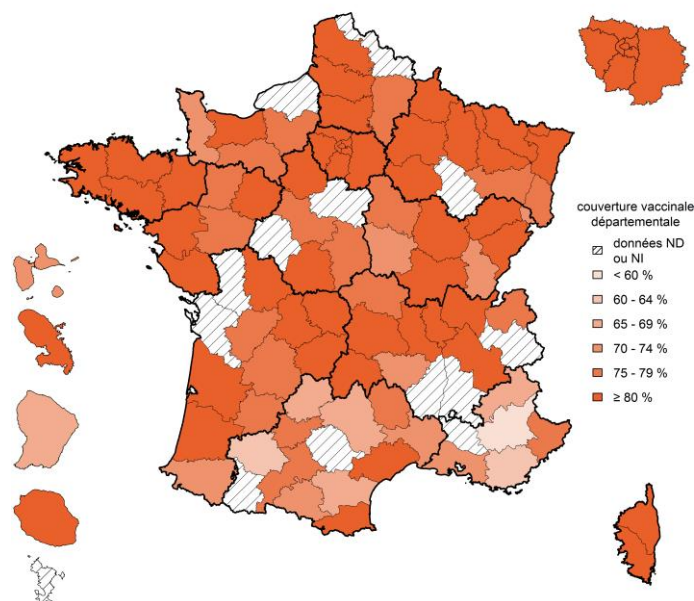 couverture vaccinale
départementale
données ND
ou NI
< 60 %
60 - 64 %
65 - 69 %
70 - 74 %
75 - 79 %
≥ 80 %